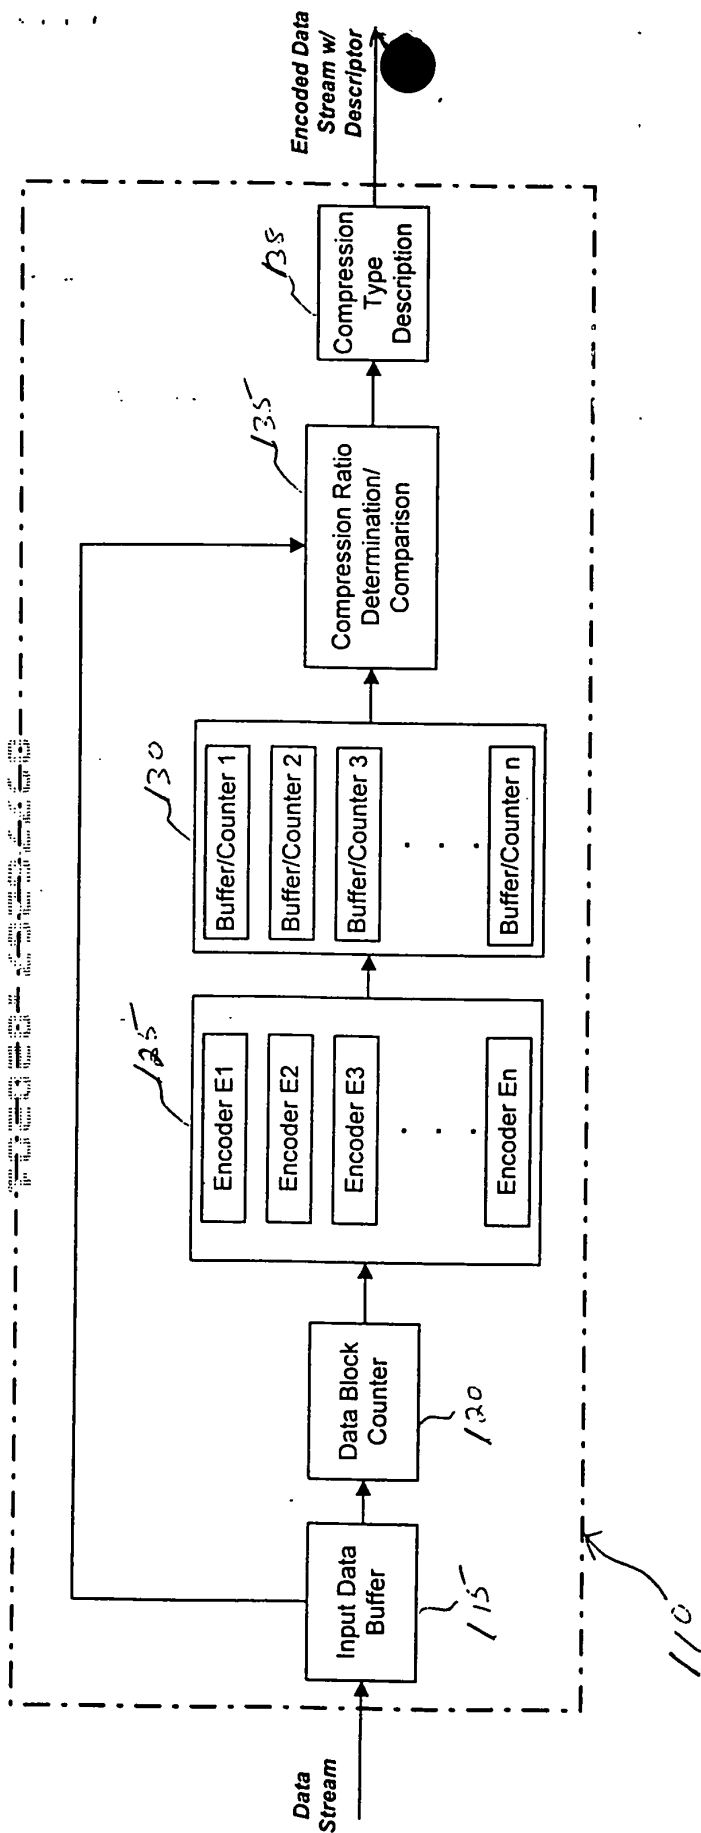 Data
Stream
Input Data
Buffer
115
Data Block
Counter
120
125
Encoder E1
Encoder E2
Encoder E3
. . .
Encoder En
130
Buffer/Counter 1
Buffer/Counter 2
Buffer/Counter 3
. . .
Buffer/Counter n
135
Compression Ratio
Determination/
Comparison
138
Compression
Type
Description
Encoded Data
Stream w/
Descriptor
110